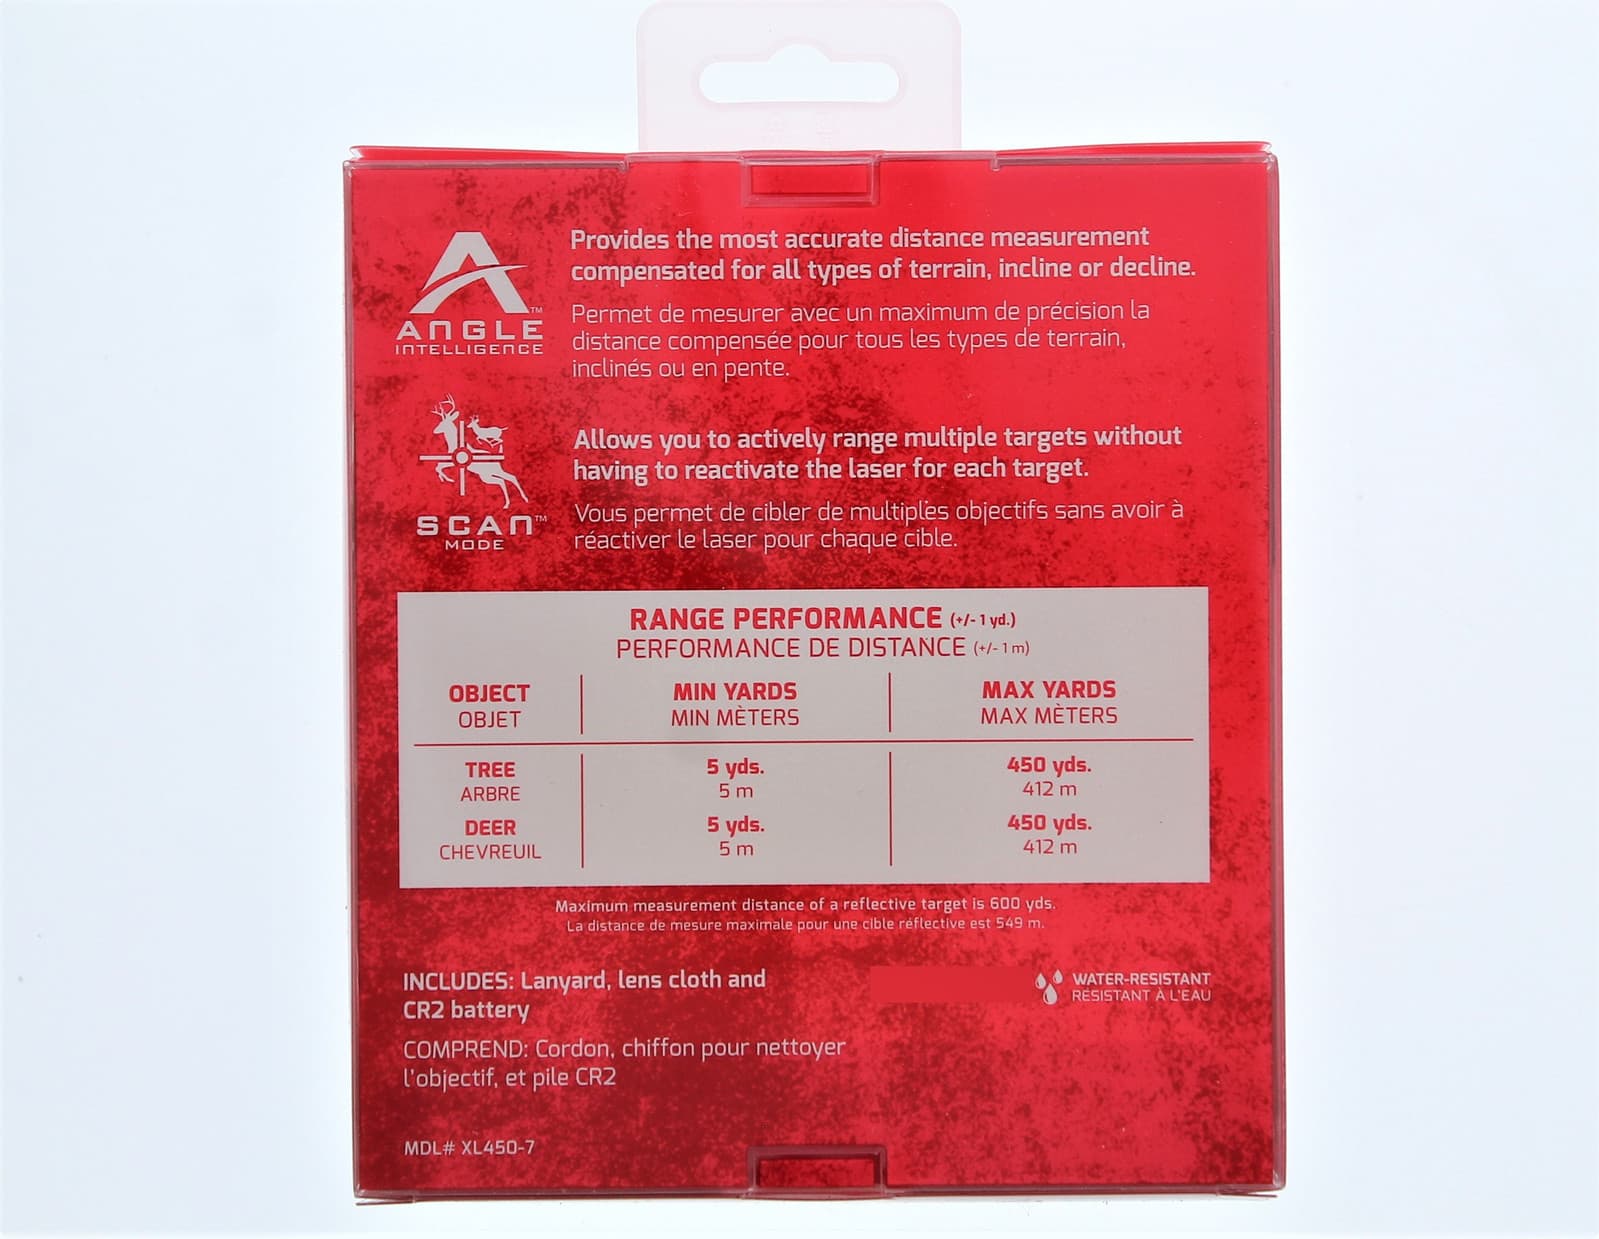 Provides the most accurate distance measurement
compensated for all types of terrain, incline or decline.
Permet de mesurer avec un maximum de précision la
distance compensée pour tous les types de terrain,
inclinés ou en pente.
ANGLE™
INTELLIGENCE
Allows you to actively range multiple targets without
having to reactivate the laser for each target.
Vous permet de cibler de multiples objectifs sans avoir à
réactiver le laser pour chaque cible.
SCAN™
MODE
RANGE PERFORMANCE (+/- 1 yd.)
PERFORMANCE DE DISTANCE (+/- 1 m)
OBJECT MIN YARDS MAX YARDS
OBJET MIN MÈTERS MAX MÈTERS
TREE 5 yds. 450 yds.
ARBRE 5 m 412 m
DEER 5 yds. 450 yds.
CHEVREUIL 5 m 412 m
Maximum measurement distance of a reflective target is 600 yds.
La distance de mesure maximale pour une cible réflective est 549 m.
INCLUDES: Lanyard, lens cloth and
CR2 battery
WATER-RESISTANT
RÉSISTANT À L'EAU
COMPREND: Cordon, chiffon pour nettoyer
l'objectif, et pile CR2
MDL# XL450-7